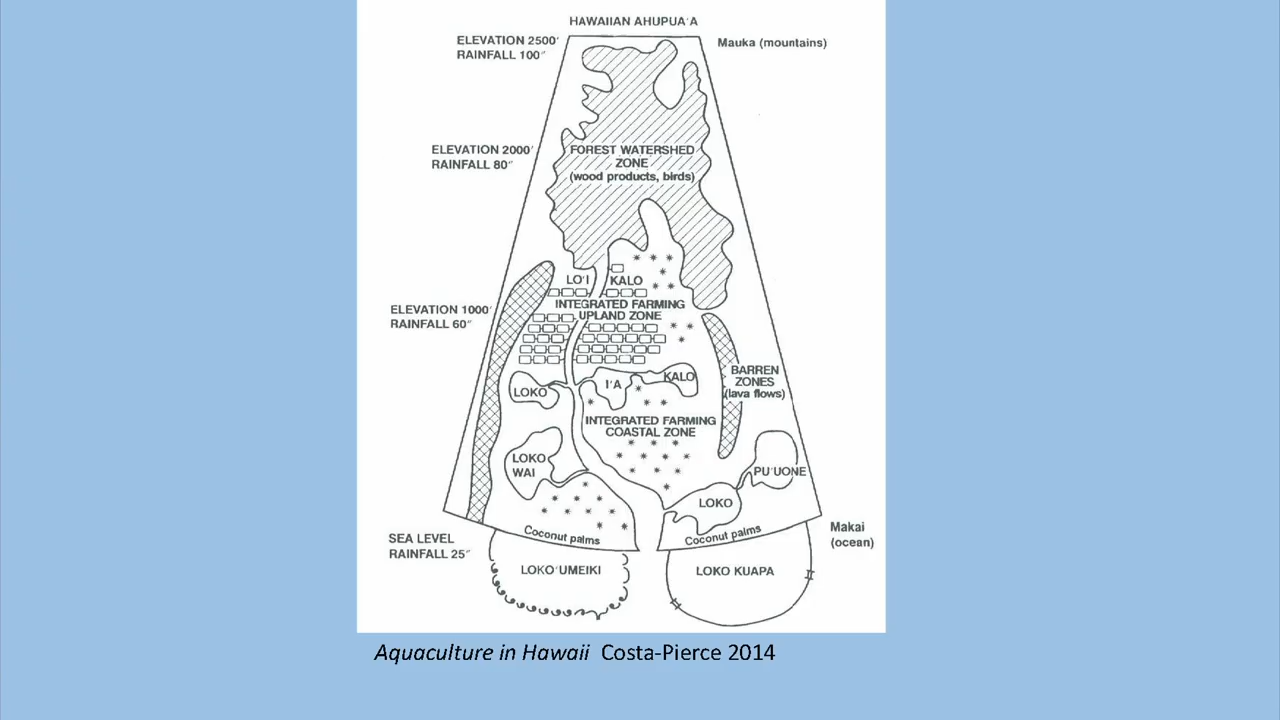 HAWAIIAN AHUPUA'A
ELEVATION 2500'
RAINFALL 100"
Mauka (mountains)
ELEVATION 2000'
RAINFALL 80"
FOREST WATERSHED
ZONE
(wood products, birds)
LO'I KALO
INTEGRATED FARMING
UPLAND ZONE
ELEVATION 1000'
RAINFALL 60"
LOKO
I'A
KALO
BARREN
ZONES
(lava flows)
INTEGRATED FARMING
COASTAL ZONE
LOKO
WAI
PU'UONE
LOKO
Coconut palms
Coconut palms
Makai
(ocean)
SEA LEVEL
RAINFALL 25"
LOKO'UMEIKI
LOKO KUAPA
Aquaculture in Hawaii Costa-Pierce 2014